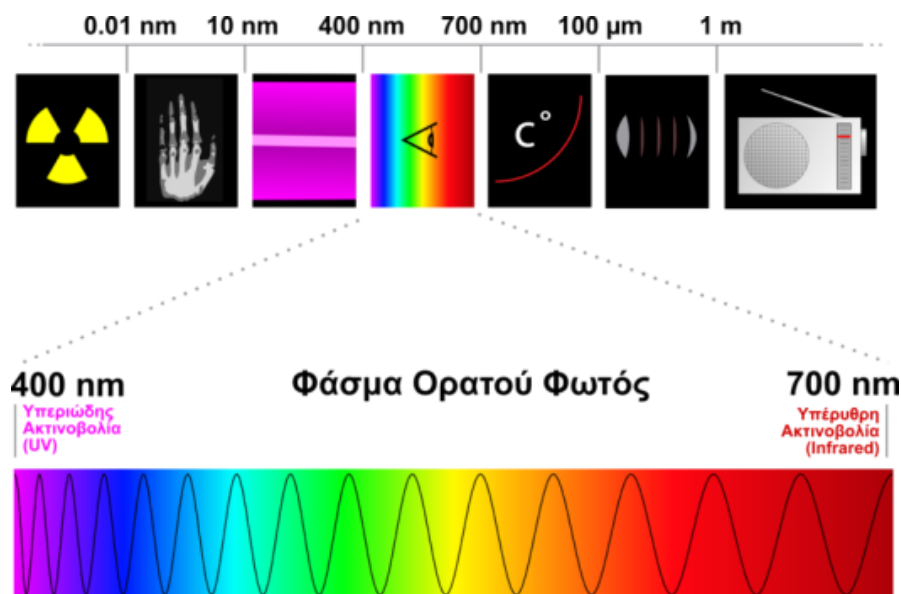 0.01 nm 10 nm 400 nm 700 nm 100 μm 1 m
C°
400 nm Φάσμα Ορατού Φωτός 700 nm
Υπεριώδης
Ακτινοβολία
(UV)
Υπέρυθρη
Ακτινοβολία
(Infrared)